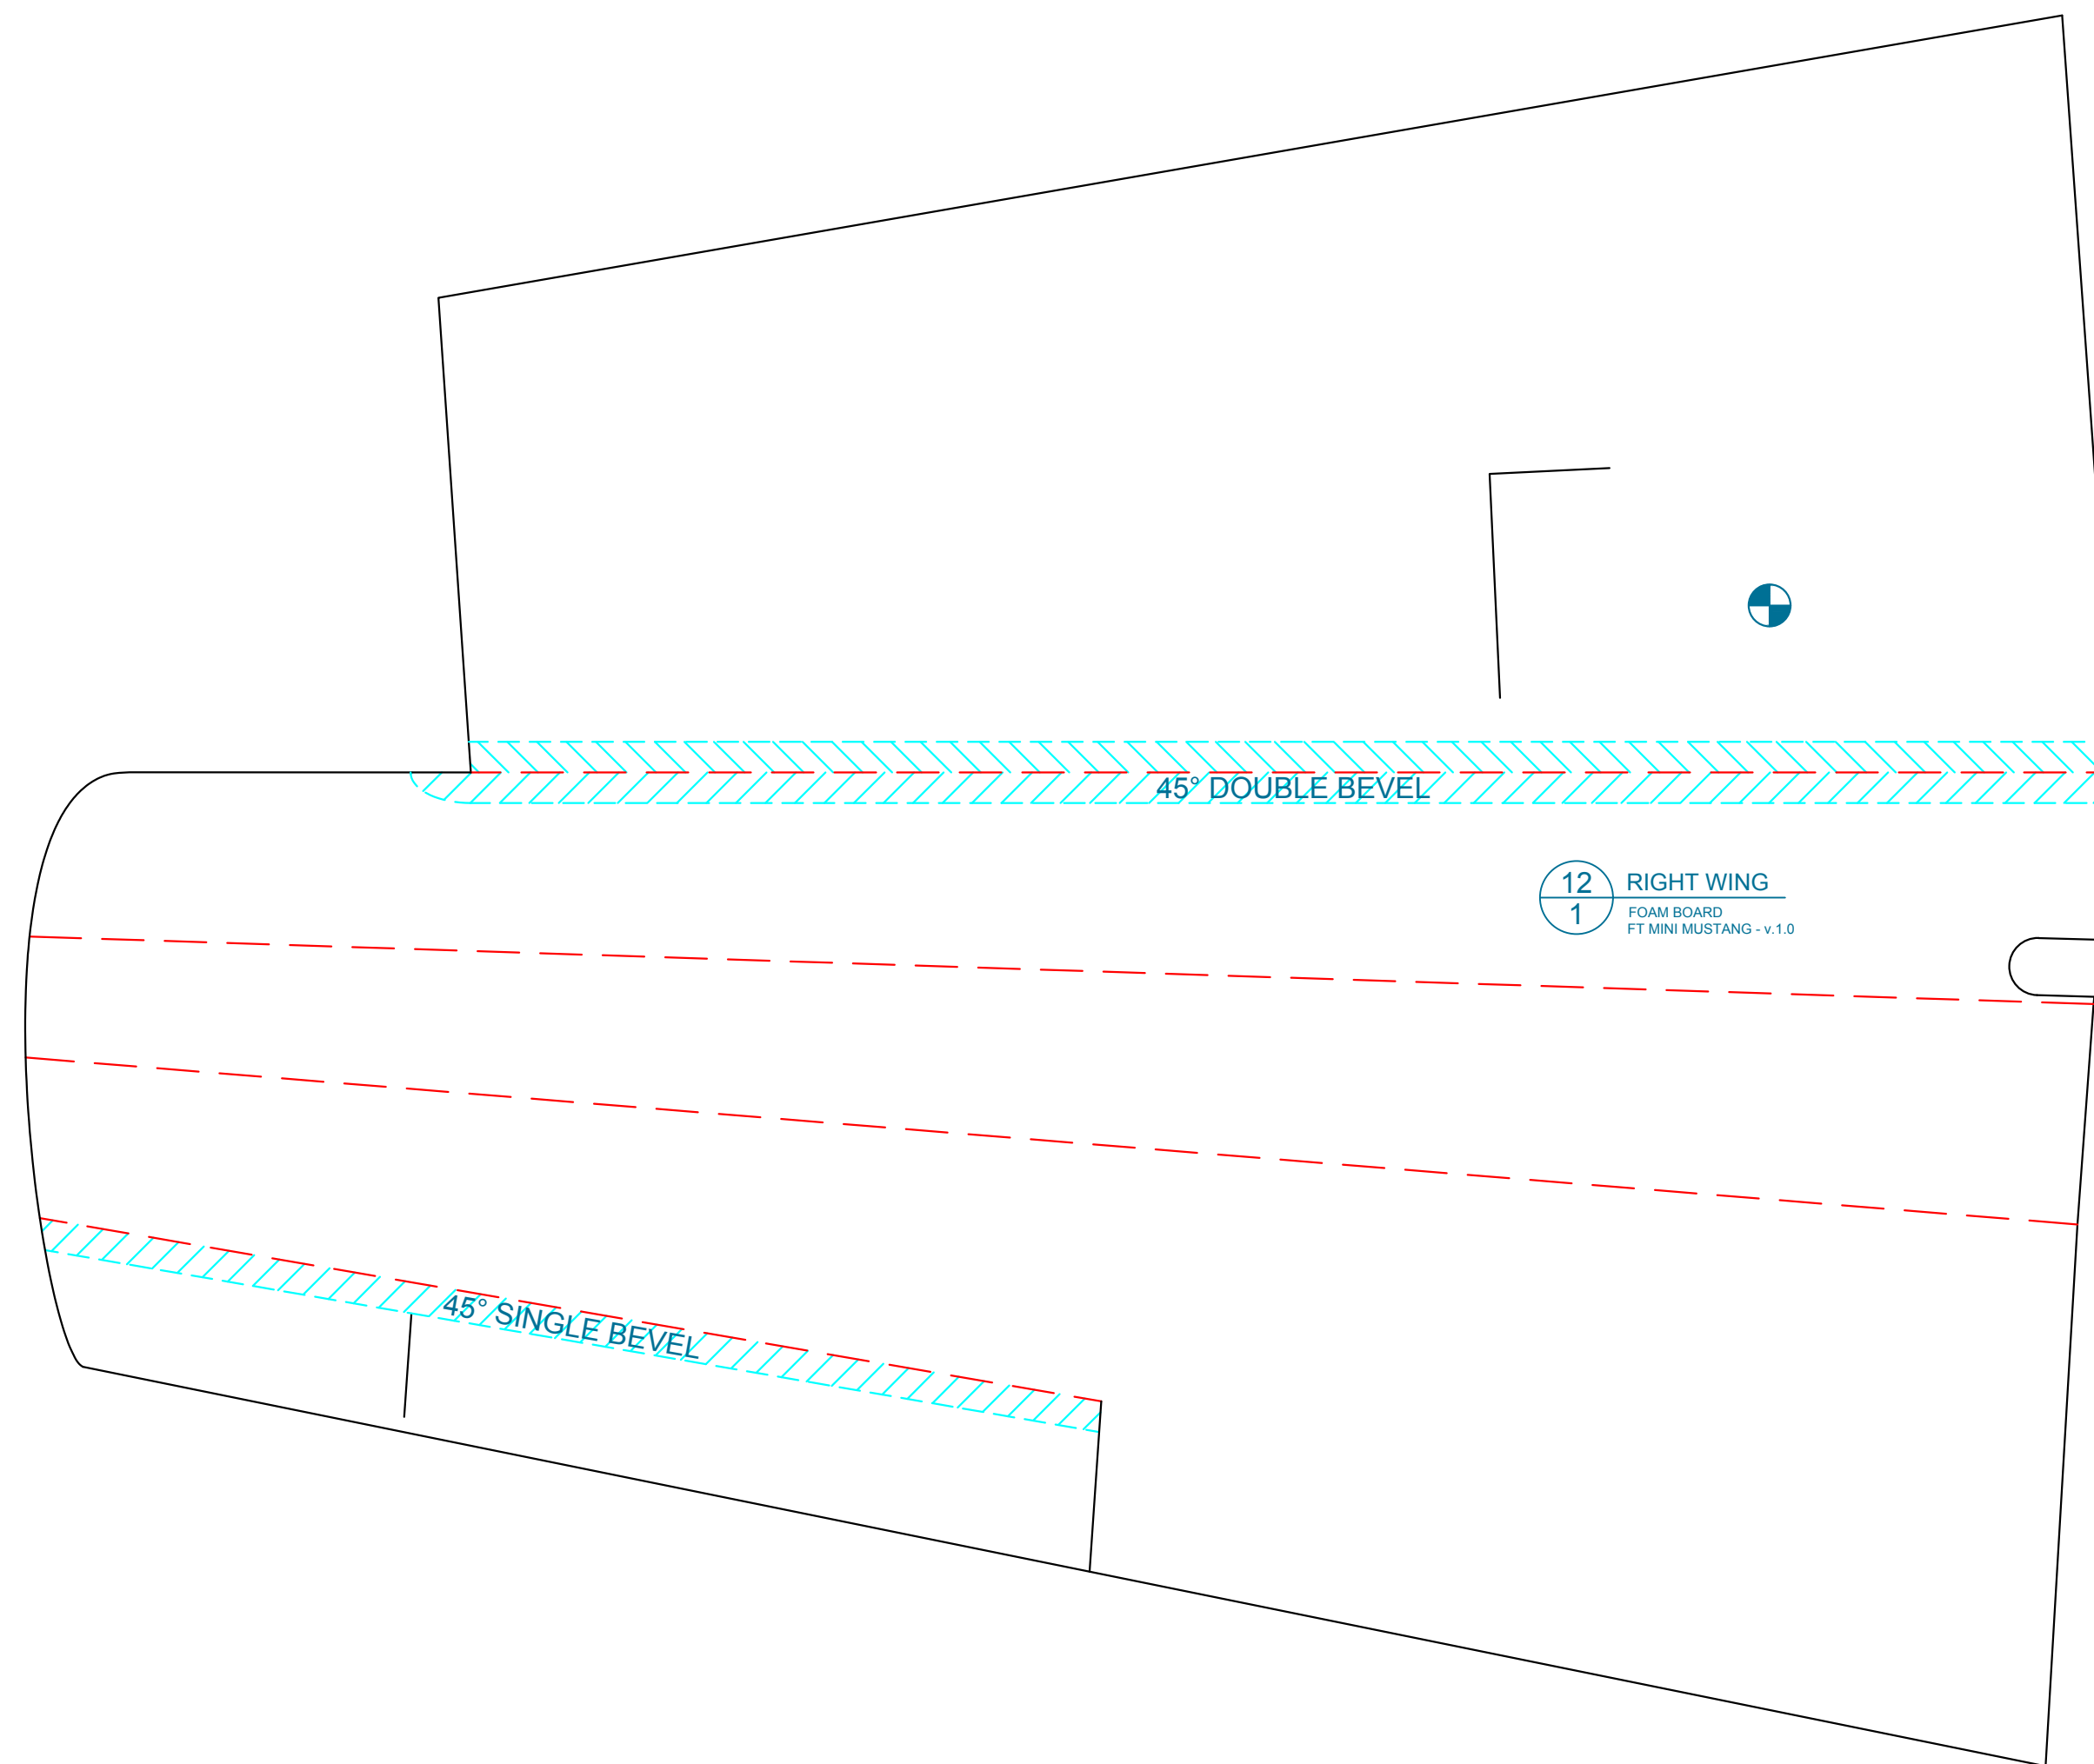 45° DOUBLE BEVEL
12
1
RIGHT WING
FOAM BOARD
FT MINI MUSTANG - v.1.0
45° SINGLE BEVEL